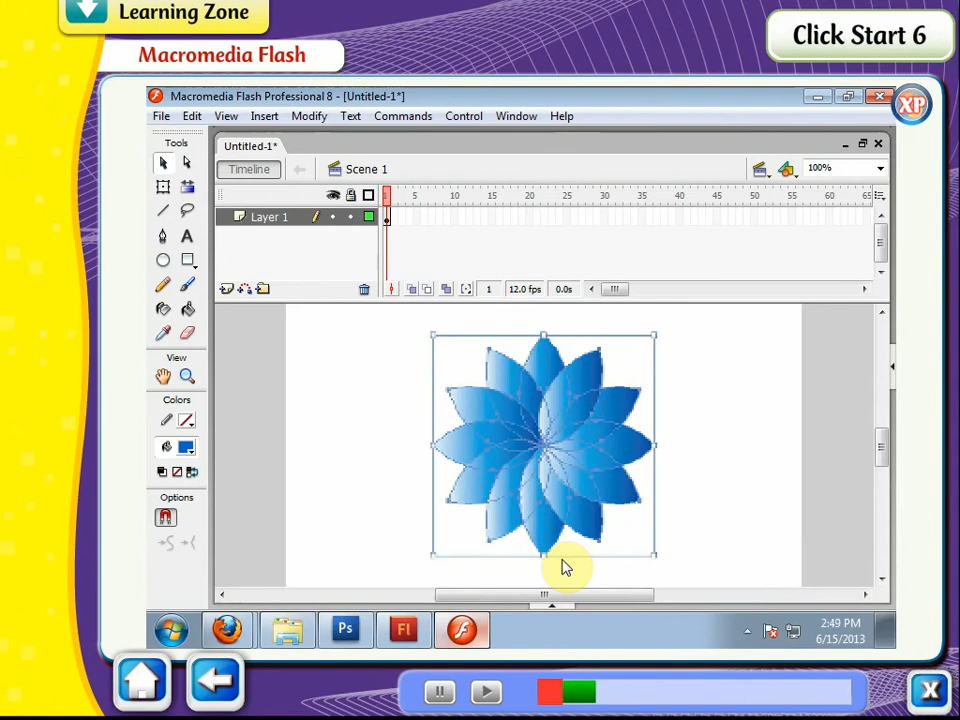 Learning Zone
Click Start 6
Macromedia Flash
Macromedia Flash Professional 8 - [Untitled-1*]
XP
File Edit View Insert Modify Text Commands Control Window Help
Tools
Untitled-1*
Timeline
Scene 1
100%
1 5 10 15 20 25 30 35 40 45 50 55 60 65
Layer 1
1 12.0 fps 0.0s
View
Colors
Options
A
Ps
Fl
2:49 PM
6/15/2013
X